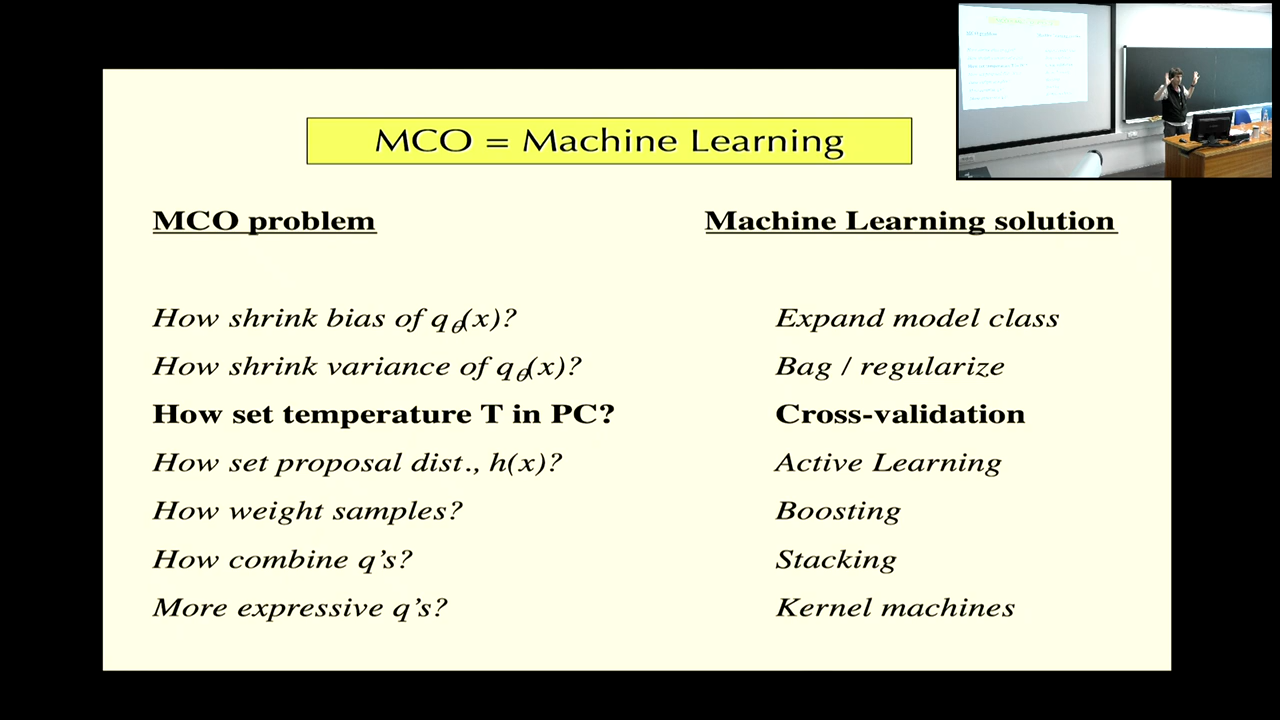 MCO = Machine Learning
MCO problem Machine Learning solution
How shrink bias of qθ(x)? Expand model class
How shrink variance of qθ(x)? Bag / regularize
How set temperature T in PC? Cross-validation
How set proposal dist., h(x)? Active Learning
How weight samples? Boosting
How combine q's? Stacking
More expressive q's? Kernel machines